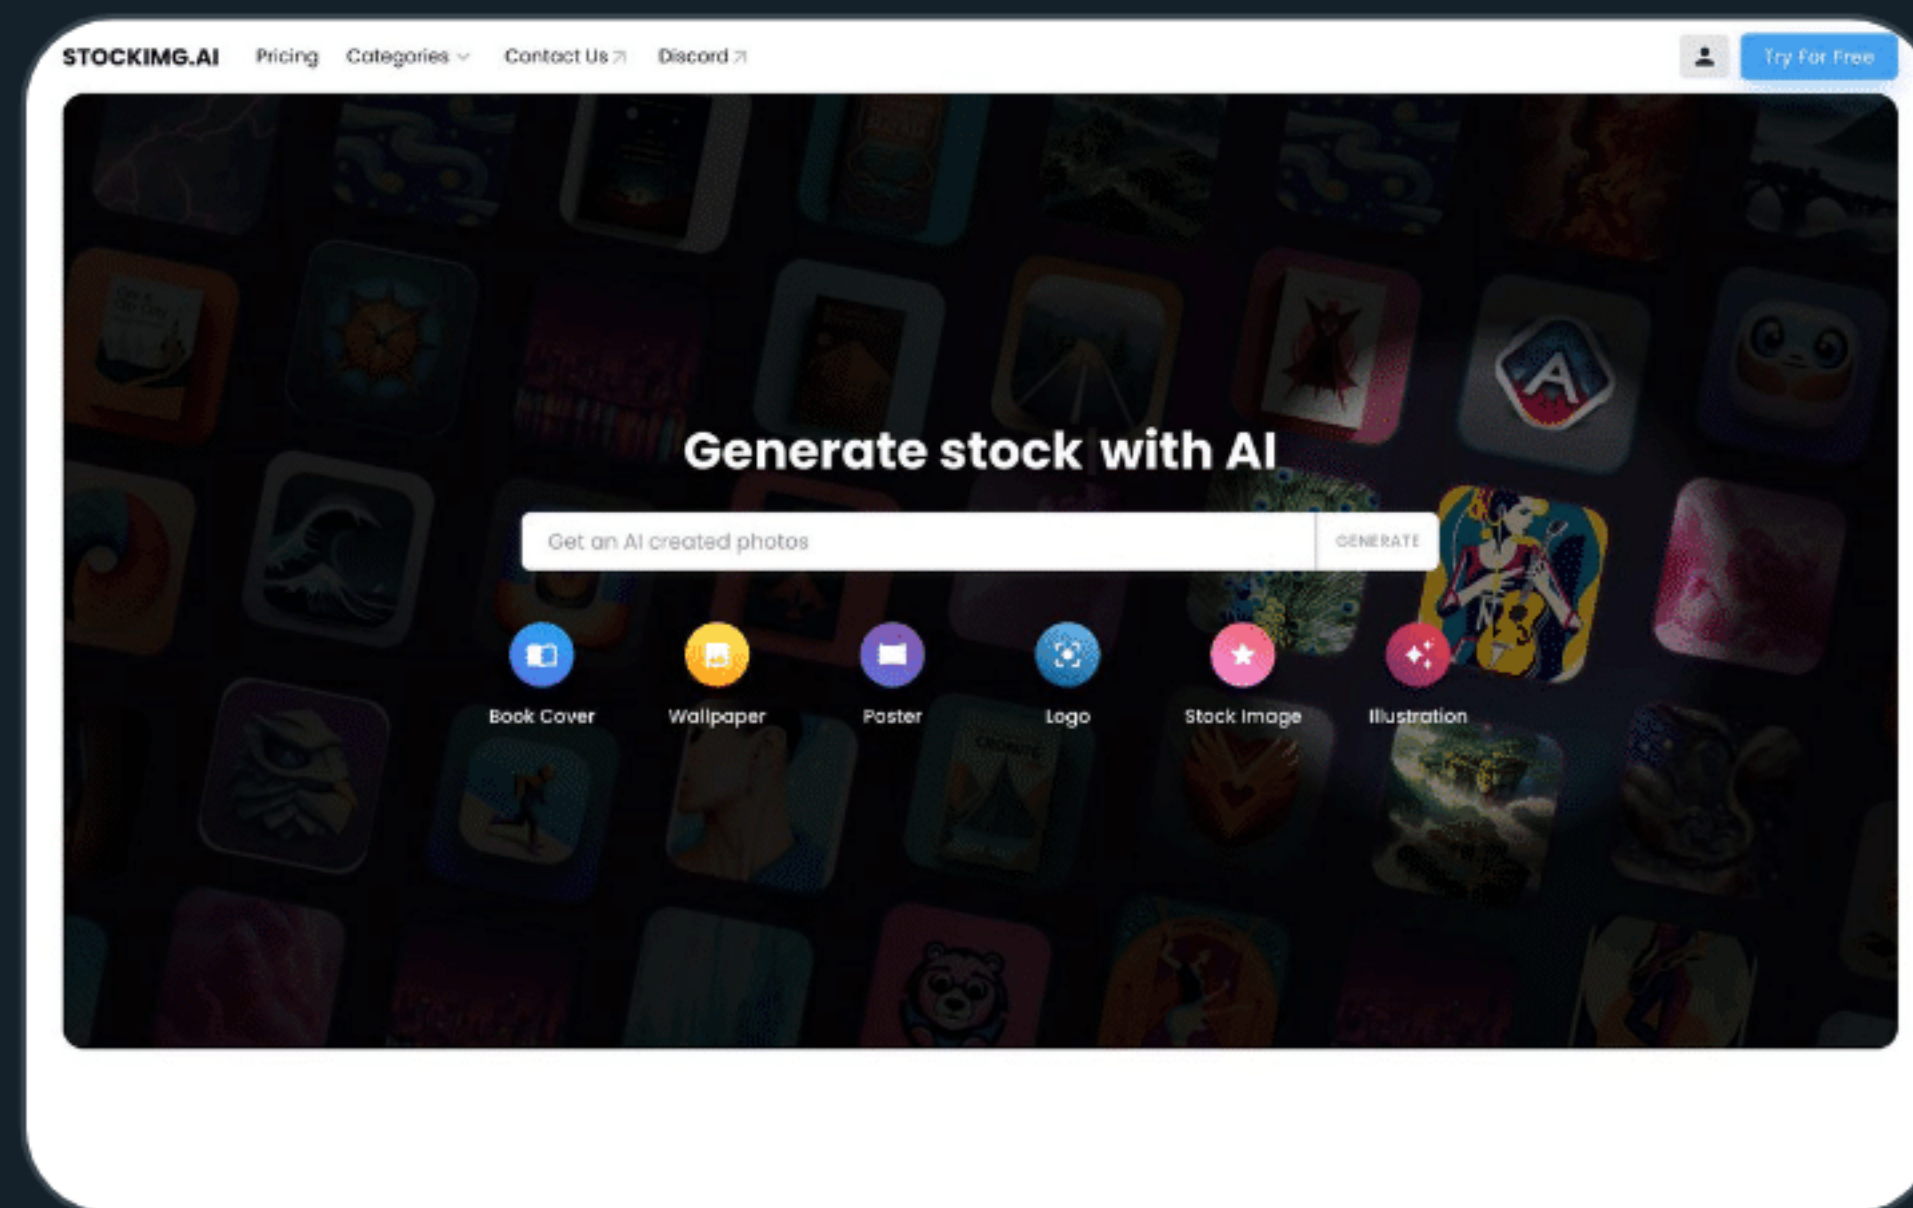 STOCKIMG.AI Pricing Categories Contact Us Discord Try For Free
Generate stock with AI
Get an AI created photos GENERATE
Book Cover Wallpaper Poster Logo Stock Image Illustration
A